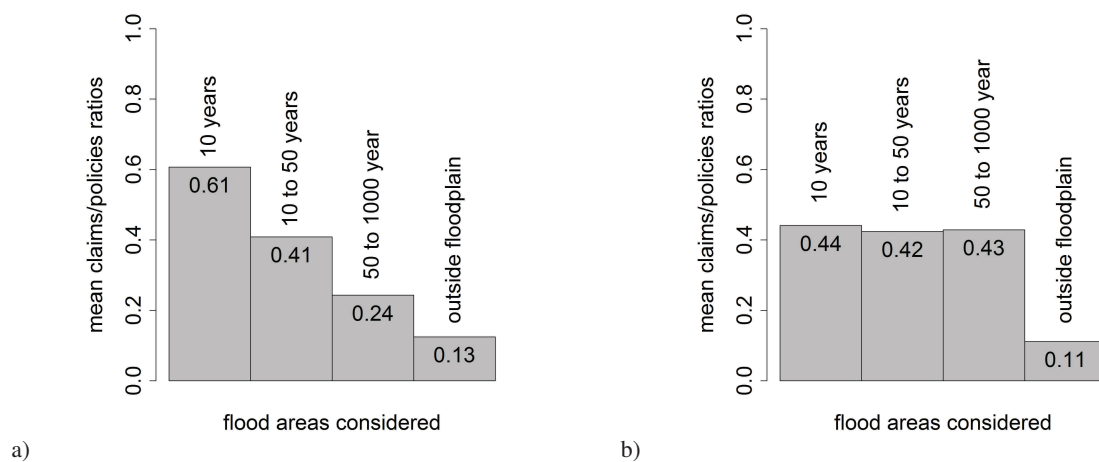 mean claims/policies ratios
0.0
0.2
0.4
0.6
0.8
1.0
10 years
10 to 50 years
50 to 1000 year
outside floodplain
0.61
0.41
0.24
0.13
flood areas considered
a)
mean claims/policies ratios
0.0
0.2
0.4
0.6
0.8
1.0
10 years
10 to 50 years
50 to 1000 year
outside floodplain
0.44
0.42
0.43
0.11
flood areas considered
b)